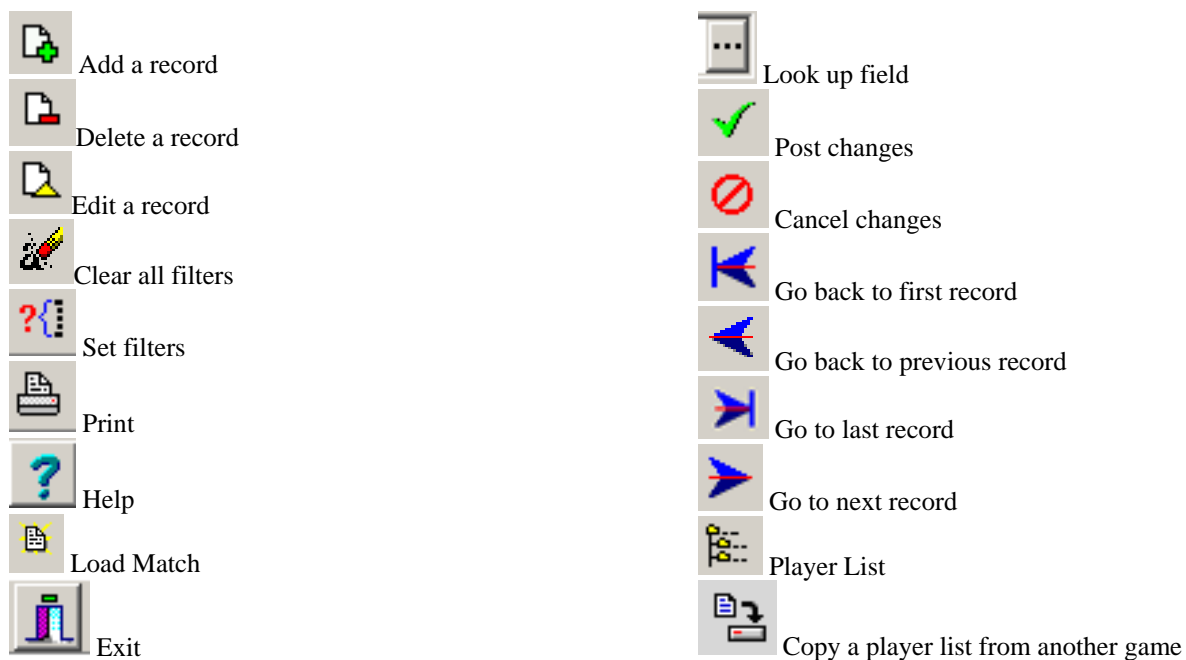 Add a record
Delete a record
Edit a record
Clear all filters
Set filters
Print
Help
Load Match
Exit
Look up field
Post changes
Cancel changes
Go back to first record
Go back to previous record
Go to last record
Go to next record
Player List
Copy a player list from another game